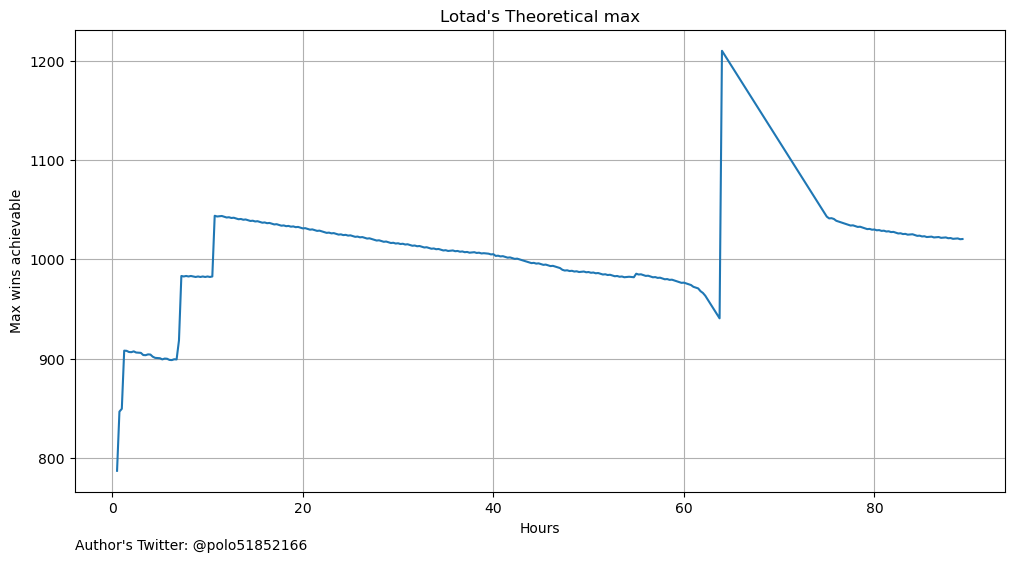 Lotad's Theoretical max
1200
1100
1000
900
800
Max wins achievable
0 20 40 60 80
Hours
Author's Twitter: @polo51852166